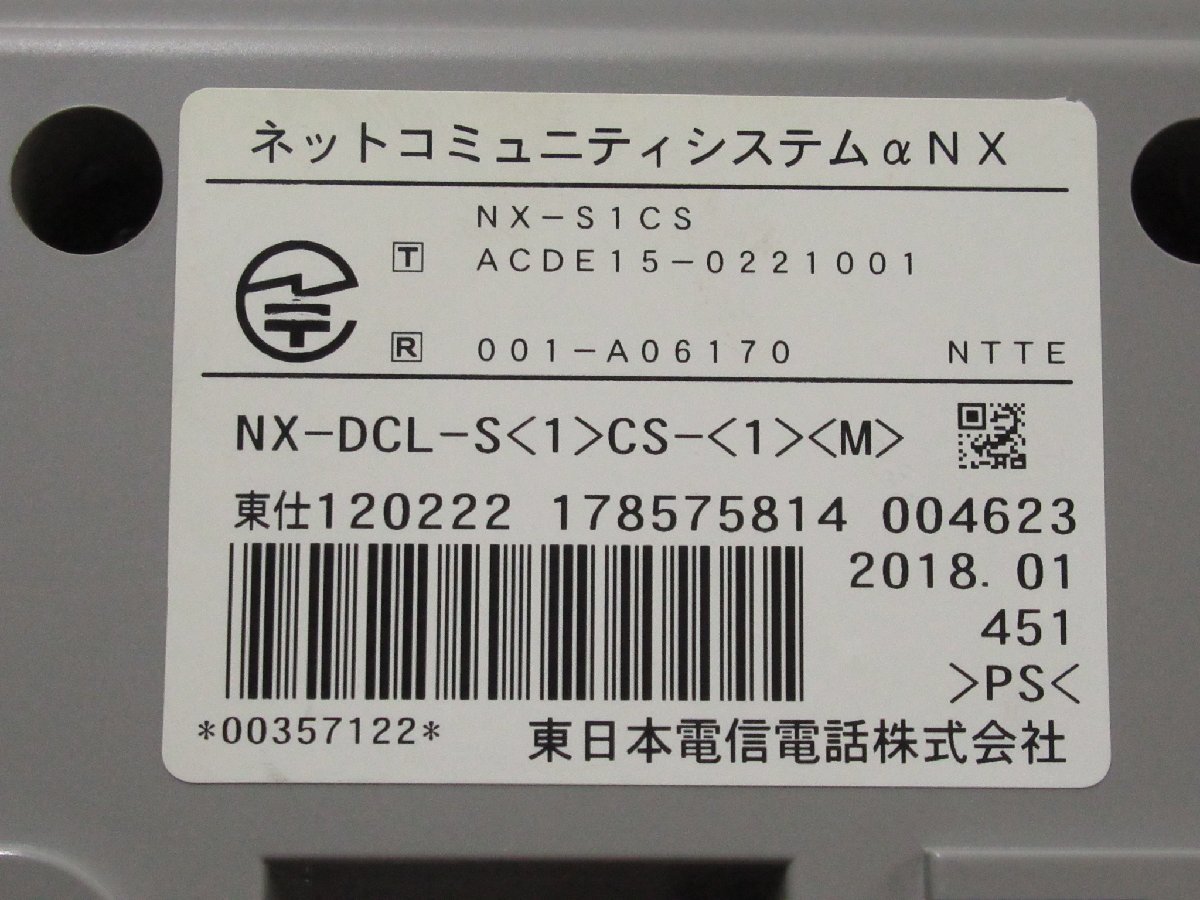 ネットコミュニティシステムαNX
NX-S1CS
T ACDE15-0221001
R 001-A06170 NTTE
NX-DCL-S<1>CS-<1><M>
東仕120222 178575814 004623
2018.01
451
>PS<
*00357122* 東日本電信電話株式会社